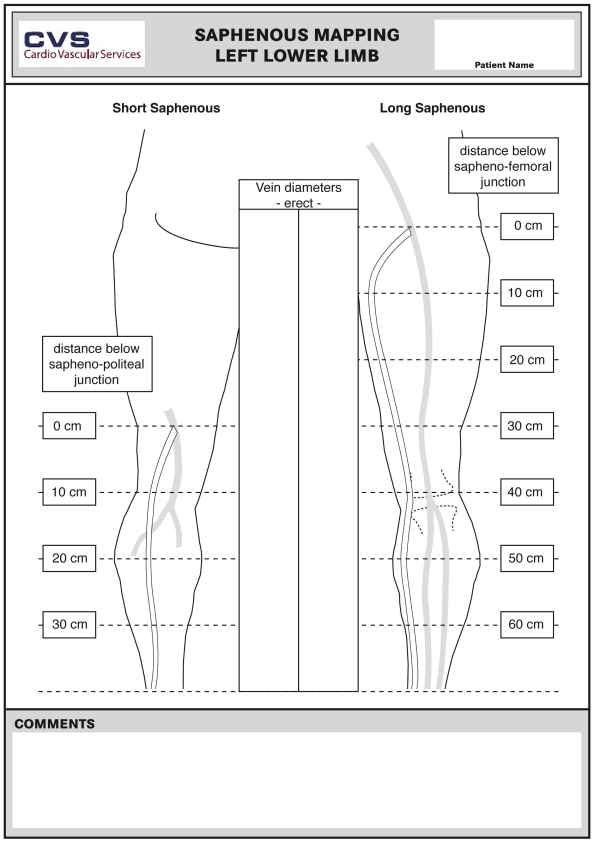 CVS
Cardio Vascular Services
SAPHENOUS MAPPING
LEFT LOWER LIMB
Patient Name
Short Saphenous
Long Saphenous
distance below
sapheno-femoral
junction
Vein diameters
- erect -
0 cm
10 cm
20 cm
distance below
sapheno-politeal
junction
0 cm
30 cm
10 cm
40 cm
20 cm
50 cm
30 cm
60 cm
COMMENTS